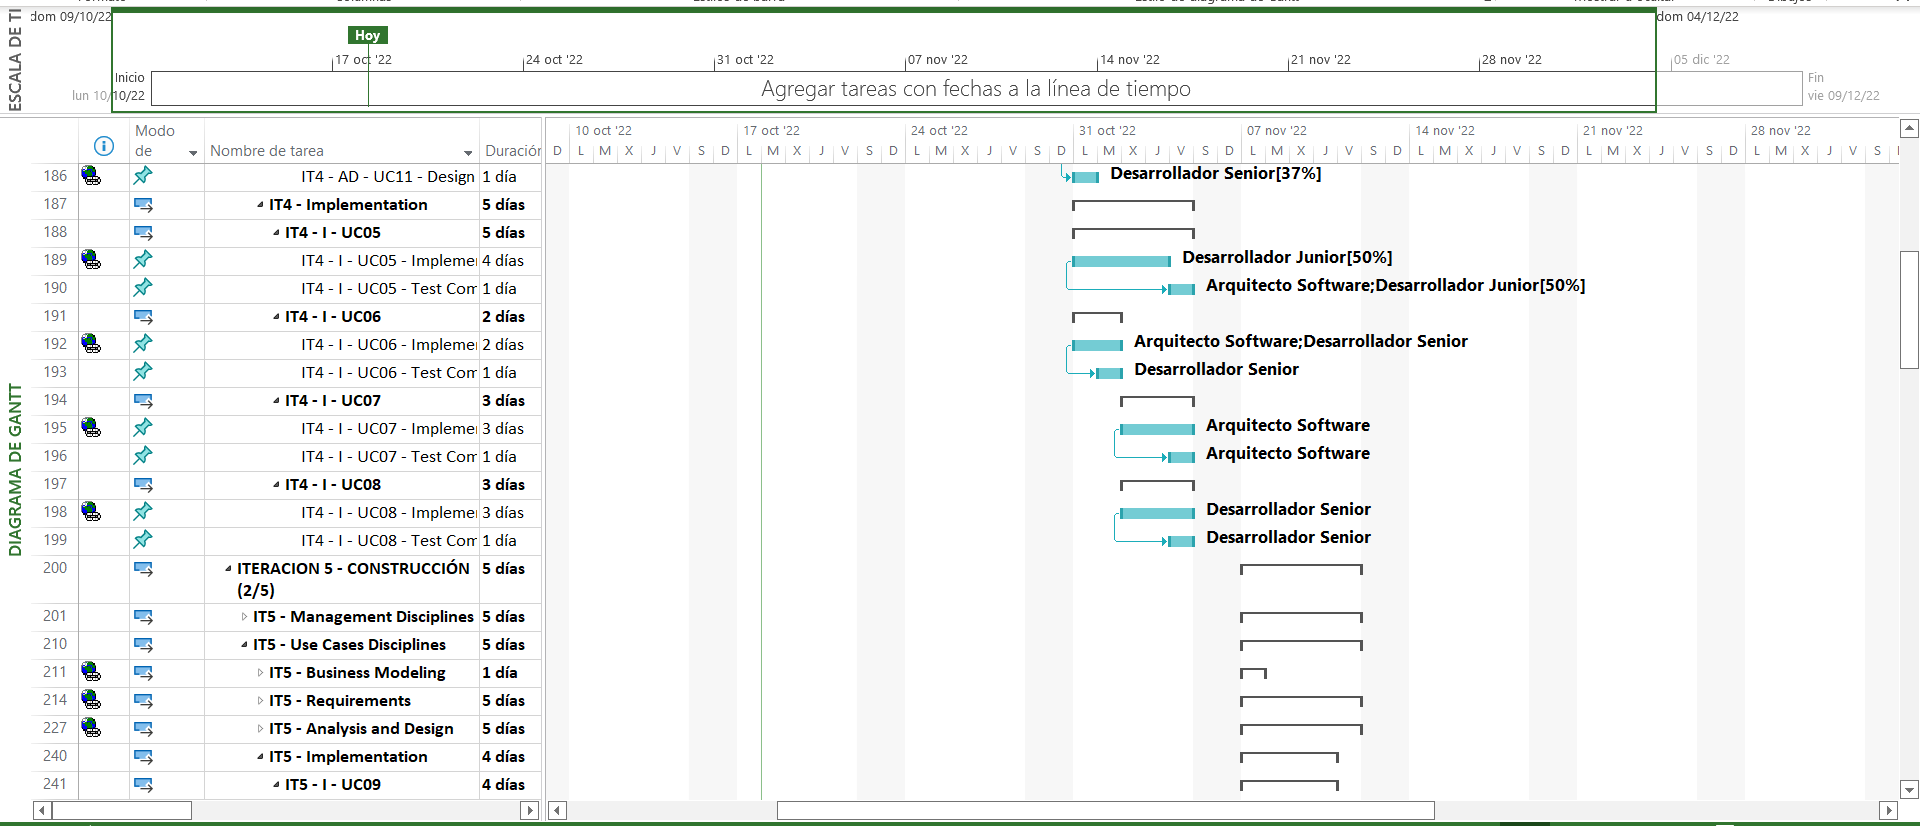 dom 09/10/22
dom 04/12/22
Hoy
17 oct '22 24 oct '22 31 oct '22 07 nov '22 14 nov '22 21 nov '22 28 nov '22 05 dic '22
Inicio
lun 10/10/22
Agregar tareas con fechas a la línea de tiempo
Fin
vie 09/12/22
ESCALA DE TI
DIAGRAMA DE GANTT
Modo de
Nombre de tarea
Duración
10 oct '22 17 oct '22 24 oct '22 31 oct '22 07 nov '22 14 nov '22 21 nov '22 28 nov '22
D L M X J V S D L M X J V S D L M X J V S D L M X J V S D L M X J V S D L M X J V S D L M X J V S D L M X J V S
186 IT4 - AD - UC11 - Design 1 día Desarrollador Senior[37%]
187 IT4 - Implementation 5 días
188 IT4 - I - UC05 5 días
189 IT4 - I - UC05 - Implemen 4 días Desarrollador Junior[50%]
190 IT4 - I - UC05 - Test Com 1 día Arquitecto Software;Desarrollador Junior[50%]
191 IT4 - I - UC06 2 días
192 IT4 - I - UC06 - Implemen 2 días Arquitecto Software;Desarrollador Senior
193 IT4 - I - UC06 - Test Com 1 día Desarrollador Senior
194 IT4 - I - UC07 3 días
195 IT4 - I - UC07 - Implemen 3 días Arquitecto Software
196 IT4 - I - UC07 - Test Com 1 día Arquitecto Software
197 IT4 - I - UC08 3 días
198 IT4 - I - UC08 - Implemen 3 días Desarrollador Senior
199 IT4 - I - UC08 - Test Com 1 día Desarrollador Senior
200 ITERACION 5 - CONSTRUCCIÓN 5 días
(2/5)
201 IT5 - Management Disciplines 5 días
210 IT5 - Use Cases Disciplines 5 días
211 IT5 - Business Modeling 1 día
214 IT5 - Requirements 5 días
227 IT5 - Analysis and Design 5 días
240 IT5 - Implementation 4 días
241 IT5 - I - UC09 4 días